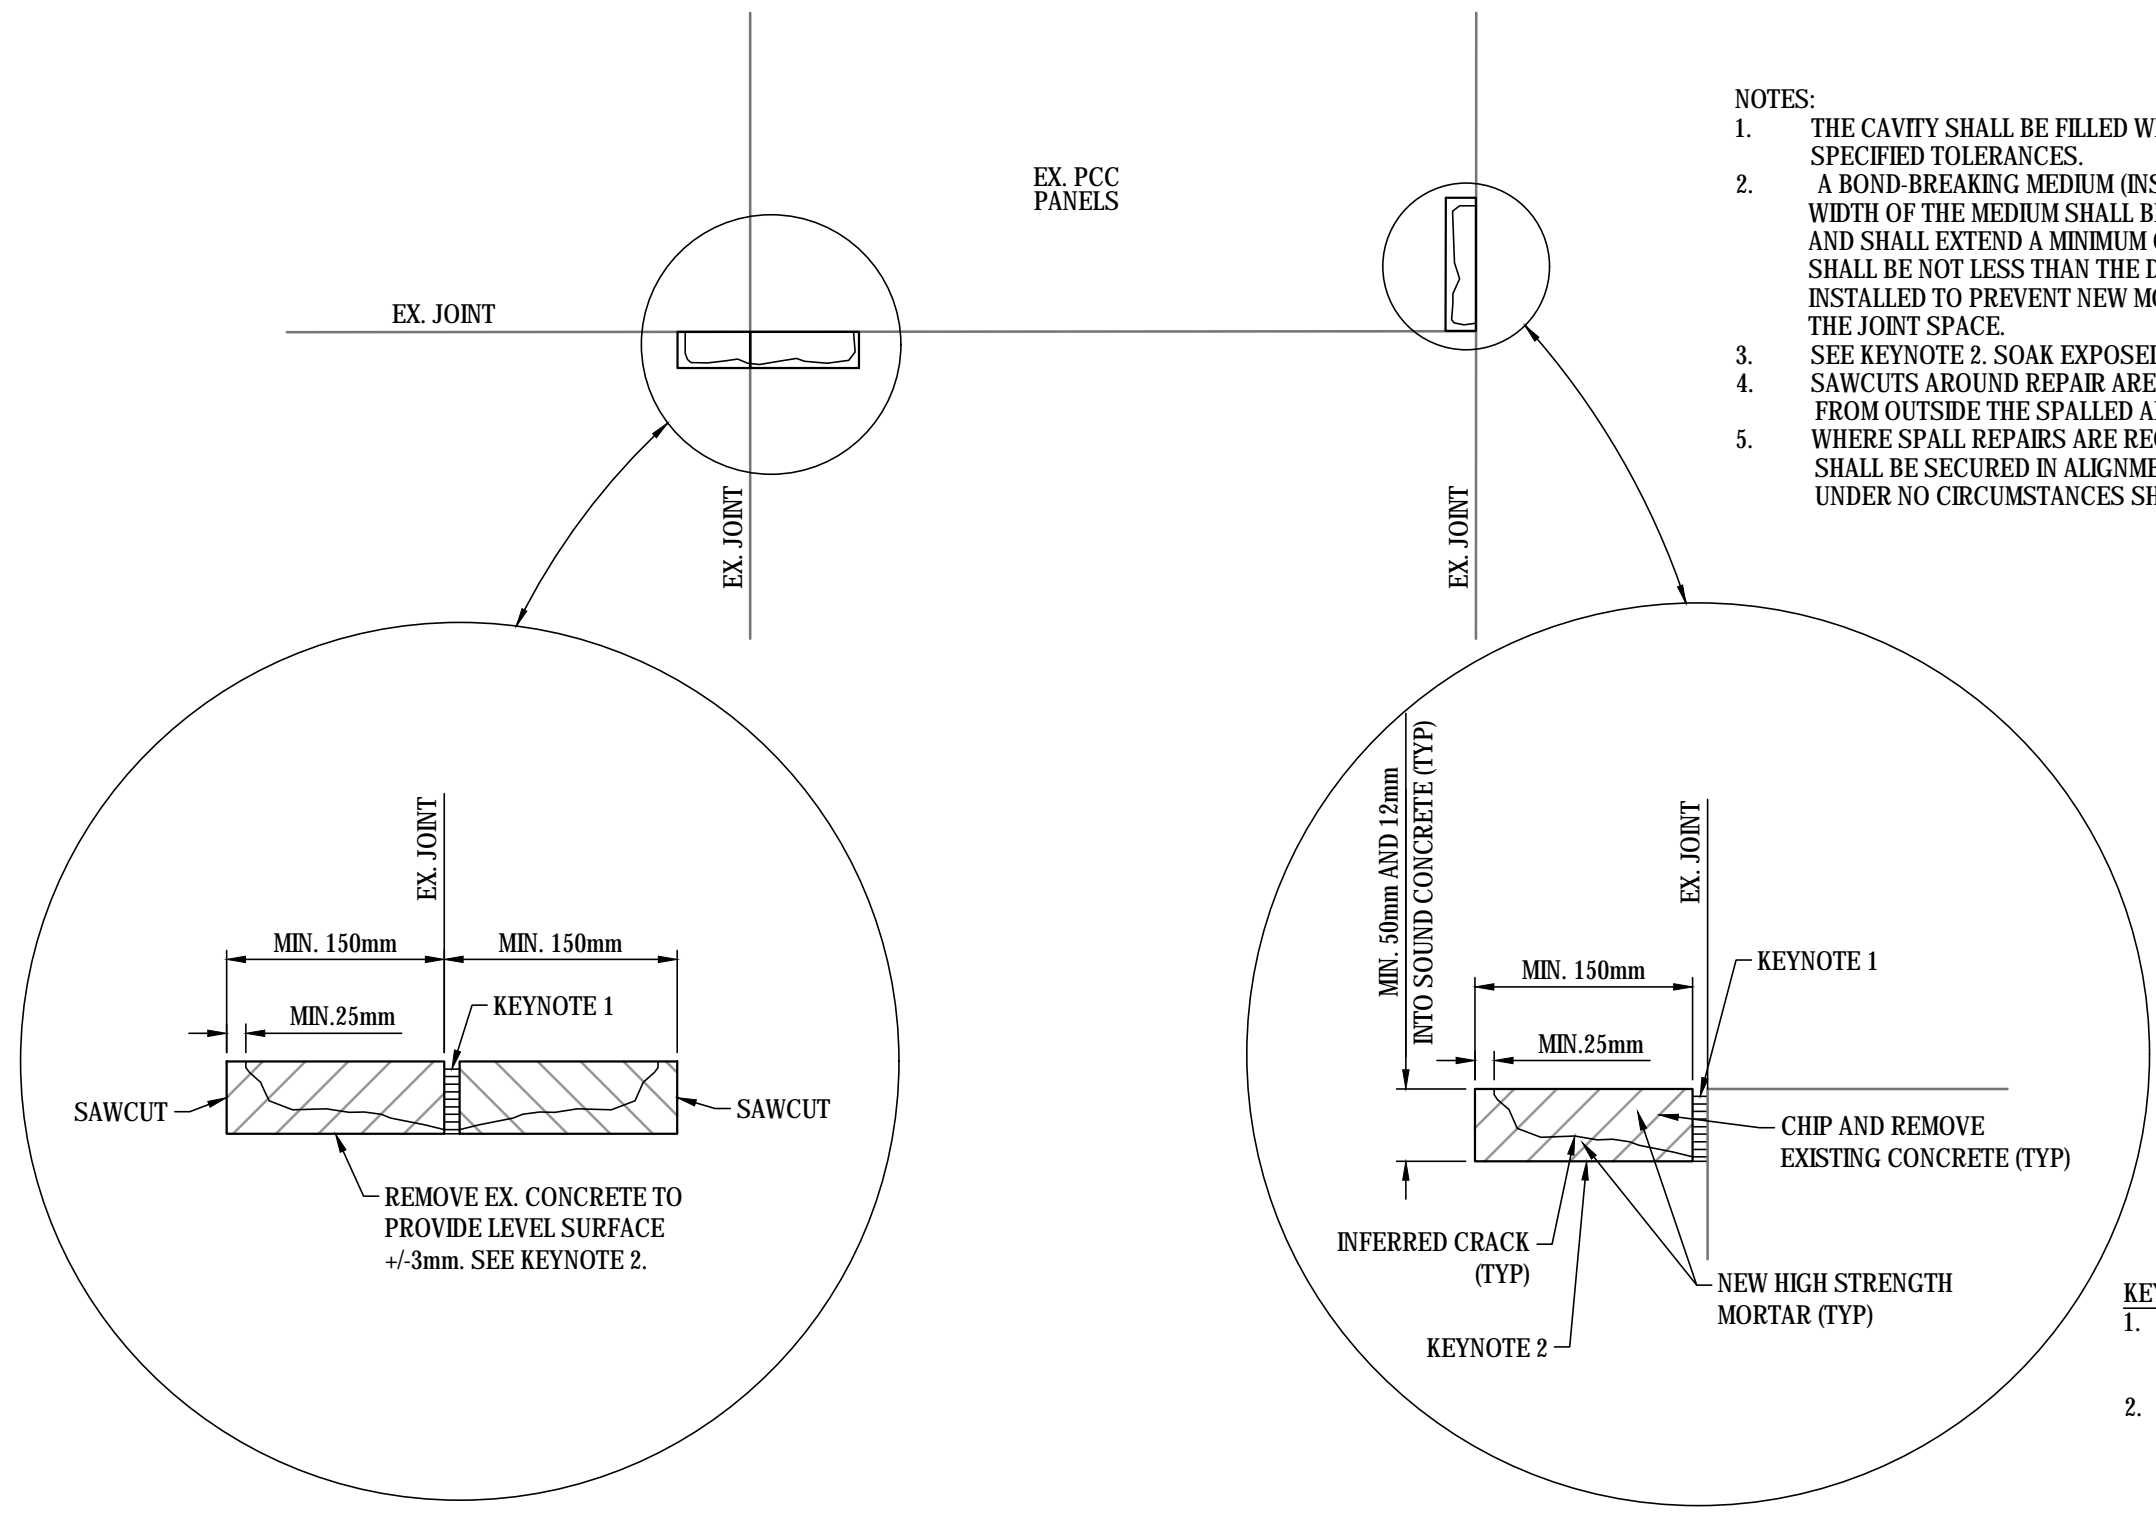 NOTES:
1. THE CAVITY SHALL BE FILLED
SPECIFIED TOLERANCES.
2. A BOND-BREAKING MEDIUM
WIDTH OF THE MEDIUM SHALL
AND SHALL EXTEND A MINIMUM
SHALL BE NOT LESS THAN THE
INSTALLED TO PREVENT NEW
THE JOINT SPACE.
3. SEE KEYNOTE 2. SOAK
4. SAWCUTS AROUND REPAIR
FROM OUTSIDE THE SPALLED
5. WHERE SPALL REPAIRS ARE
SHALL BE SECURED IN
UNDER NO CIRCUMSTANCES
EX. PCC
PANELS
EX. JOINT
EX. JOINT
EX. JOINT
EX. JOINT
MIN. 150mm
MIN. 150mm
MIN.25mm
KEYNOTE 1
SAWCUT
SAWCUT
REMOVE EX. CONCRETE TO
PROVIDE LEVEL SURFACE
+/-3mm. SEE KEYNOTE 2.
MIN. 50mm AND 12mm
INTO SOUND CONCRETE (TYP)
EX. JOINT
MIN. 150mm
KEYNOTE 1
MIN.25mm
CHIP AND REMOVE
EXISTING CONCRETE (TYP)
INFERRED CRACK
(TYP)
NEW HIGH STRENGTH
MORTAR (TYP)
KEYNOTE 2
1.
2.